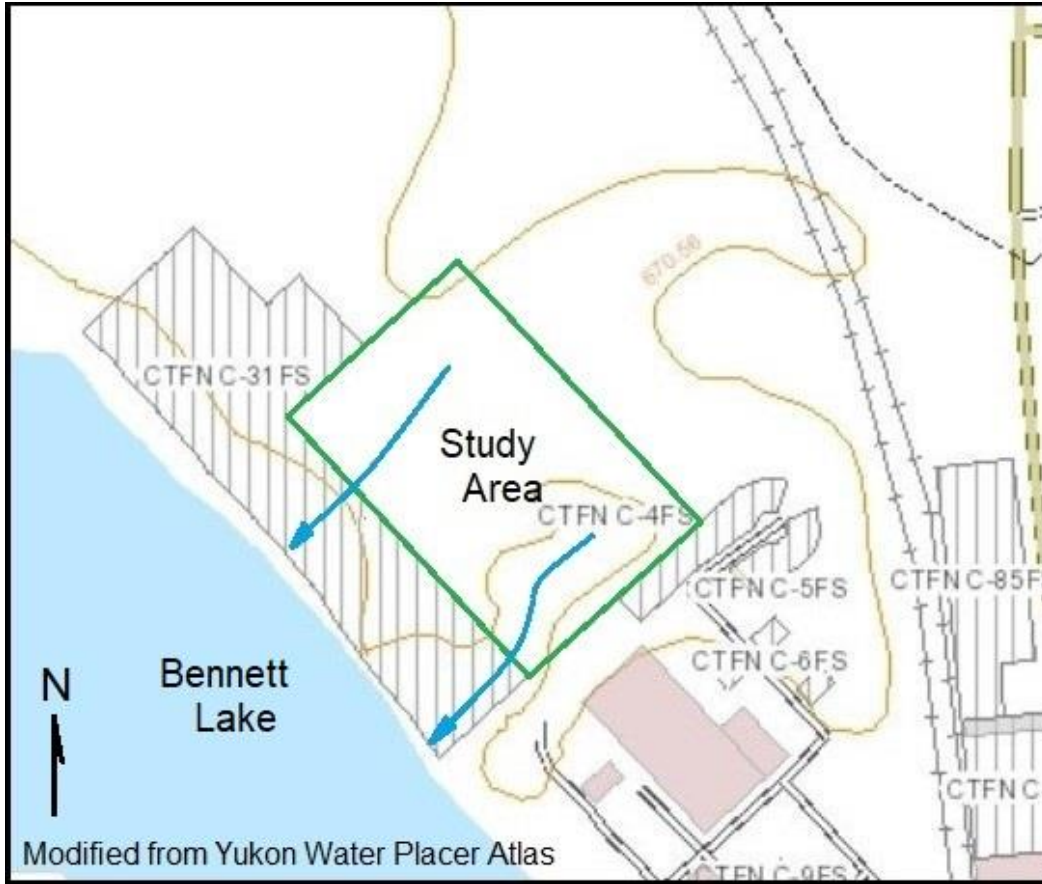 670.56
CTFN C-31FS
Study
Area
CTFN C-4FS
CTFN C-5FS
CTFN C-85F
CTFN C-6FS
Bennett
Lake
N
CTFN C
Modified from Yukon Water Placer Atlas
CTFN C-9FS